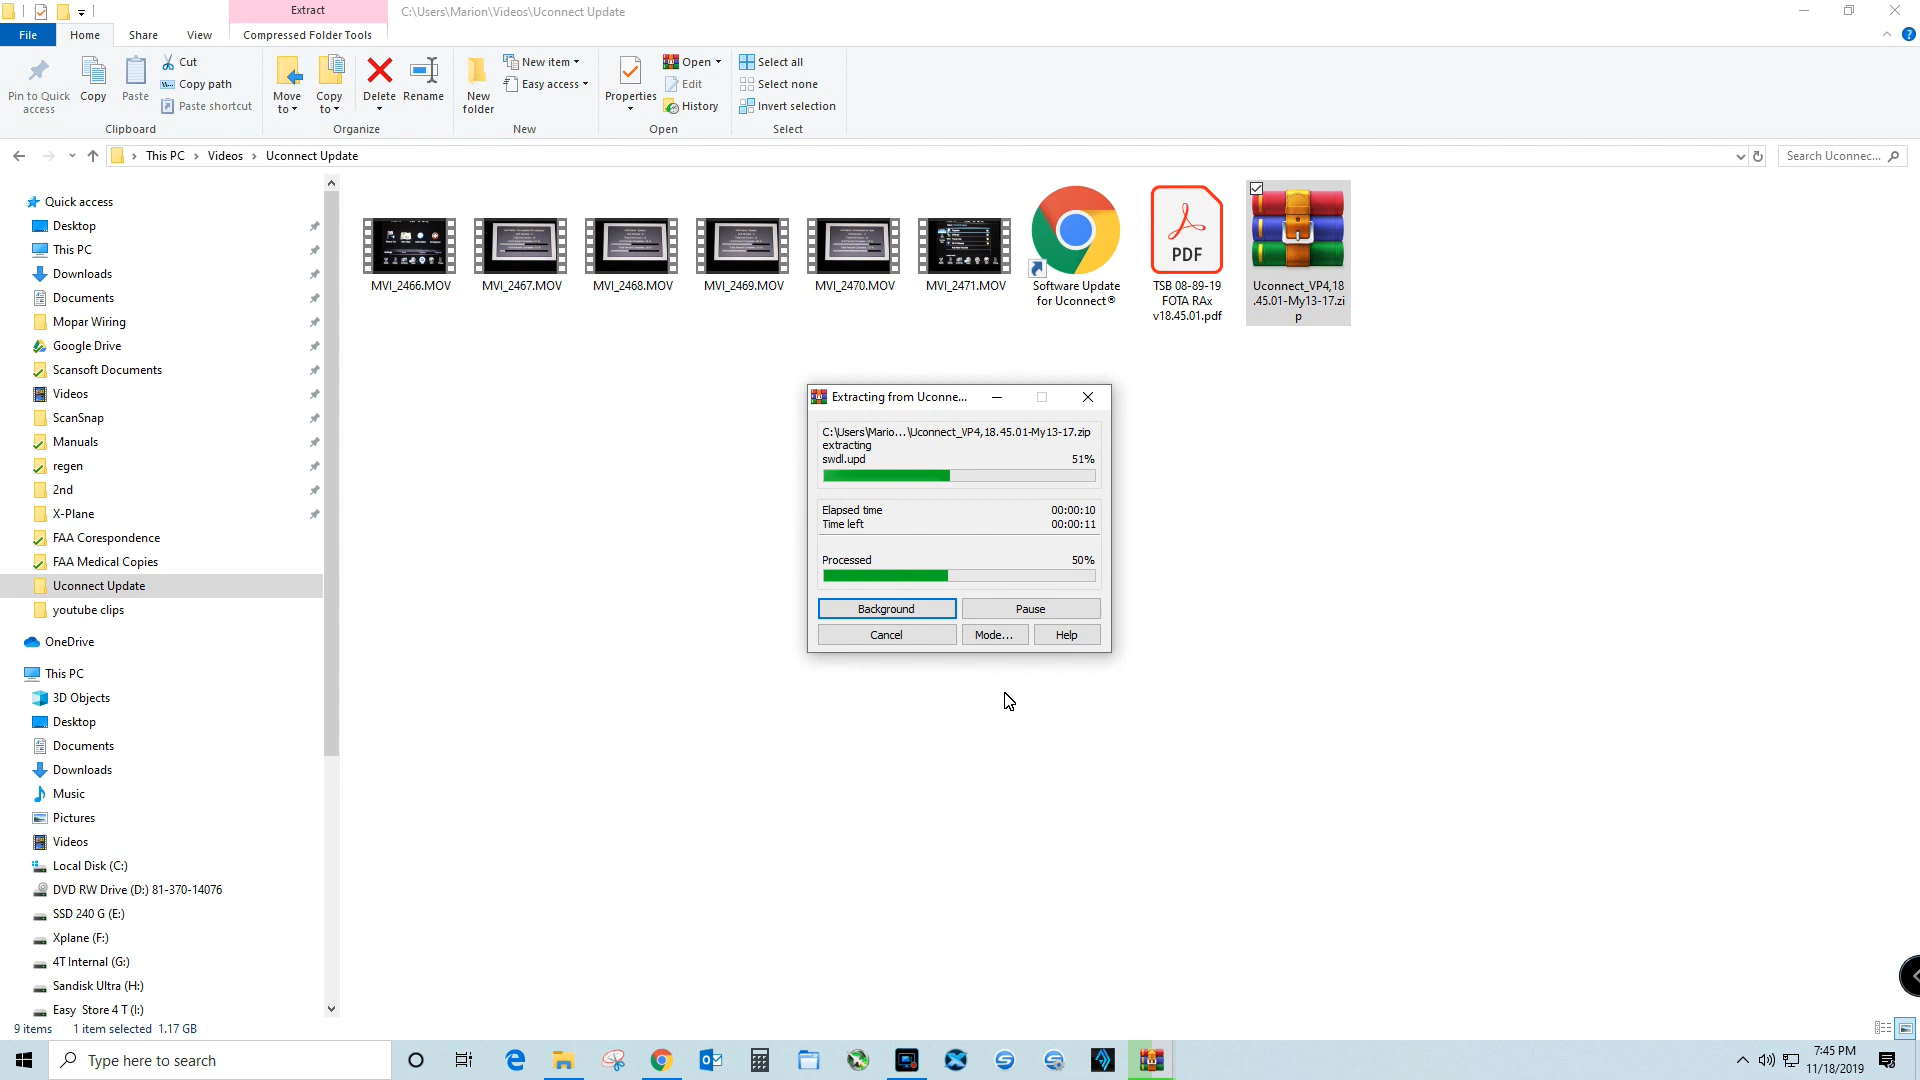 Extract
C:\Users\Marion\Videos\Uconnect Update
File
Home
Share
View
Compressed Folder Tools
Pin to Quick
access
Copy
Paste
Cut
Copy path
Paste shortcut
Clipboard
Move
to
Copy
to
Delete
Rename
Organize
New
folder
New item
Easy access
New
Properties
Open
Edit
History
Open
Select all
Select none
Invert selection
Select
This PC
Videos
Uconnect Update
Search Uconnec...
Quick access
Desktop
This PC
Downloads
Documents
Mopar Wiring
Google Drive
Scansoft Documents
Videos
ScanSnap
Manuals
regen
2nd
X-Plane
FAA Corespondence
FAA Medical Copies
Uconnect Update
youtube clips
OneDrive
This PC
3D Objects
Desktop
Documents
Downloads
Music
Pictures
Videos
Local Disk (C:)
DVD RW Drive (D:) 81-370-14076
SSD 240 G (E:)
Xplane (F:)
4T Internal (G:)
Sandisk Ultra (H:)
Easy Store 4 T (I:)
MVI_2466.MOV
MVI_2467.MOV
MVI_2468.MOV
MVI_2469.MOV
MVI_2470.MOV
MVI_2471.MOV
Software Update
for Uconnect®
PDF
TSB 08-89-19
FOTA RAx
v18.45.01.pdf
Uconnect_VP4,18
.45.01-My13-17.zi
p
Extracting from Uconne...
C:\Users\Mario...\Uconnect_VP4,18.45.01-My13-17.zip
extracting
swdl.upd 51%
Elapsed time 00:00:10
Time left 00:00:11
Processed 50%
Background
Pause
Cancel
Mode...
Help
9 items 1 item selected 1.17 GB
Type here to search
7:45 PM
11/18/2019